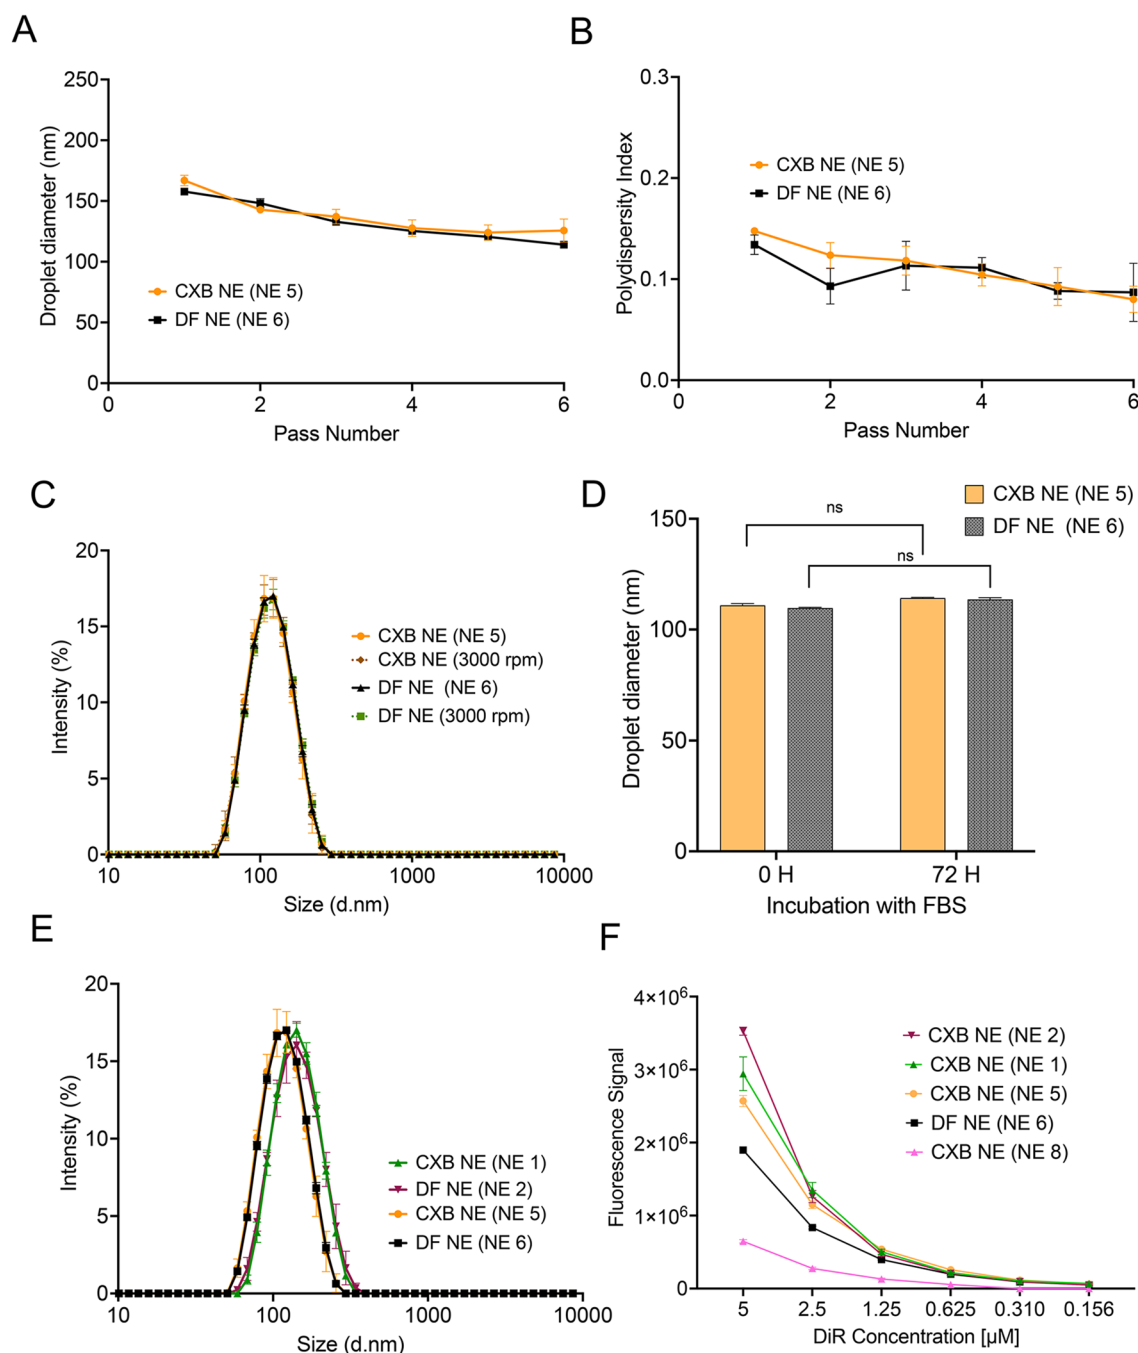 A
250
200
150
100
50
0
Droplet diameter (nm)
CXB NE (NE 5)
DF NE (NE 6)
0 2 4 6
Pass Number
B
0.3
0.2
0.1
0.0
Polydispersity Index
CXB NE (NE 5)
DF NE (NE 6)
0 2 4 6
Pass Number
C
20
15
10
5
0
Intensity (%)
CXB NE (NE 5)
CXB NE (3000 rpm)
DF NE (NE 6)
DF NE (3000 rpm)
10 100 1000 10000
Size (d.nm)
D
CXB NE (NE 5)
DF NE (NE 6)
150
100
50
0
Droplet diameter (nm)
ns
ns
0 H 72 H
Incubation with FBS
E
20
15
10
5
0
Intensity (%)
CXB NE (NE 1)
DF NE (NE 2)
CXB NE (NE 5)
DF NE (NE 6)
10 100 1000 10000
Size (d.nm)
F
4×10⁶
3×10⁶
2×10⁶
1×10⁶
0
Fluorescence Signal
CXB NE (NE 2)
CXB NE (NE 1)
CXB NE (NE 5)
DF NE (NE 6)
CXB NE (NE 8)
5 2.5 1.25 0.625 0.310 0.156
DiR Concentration [µM]